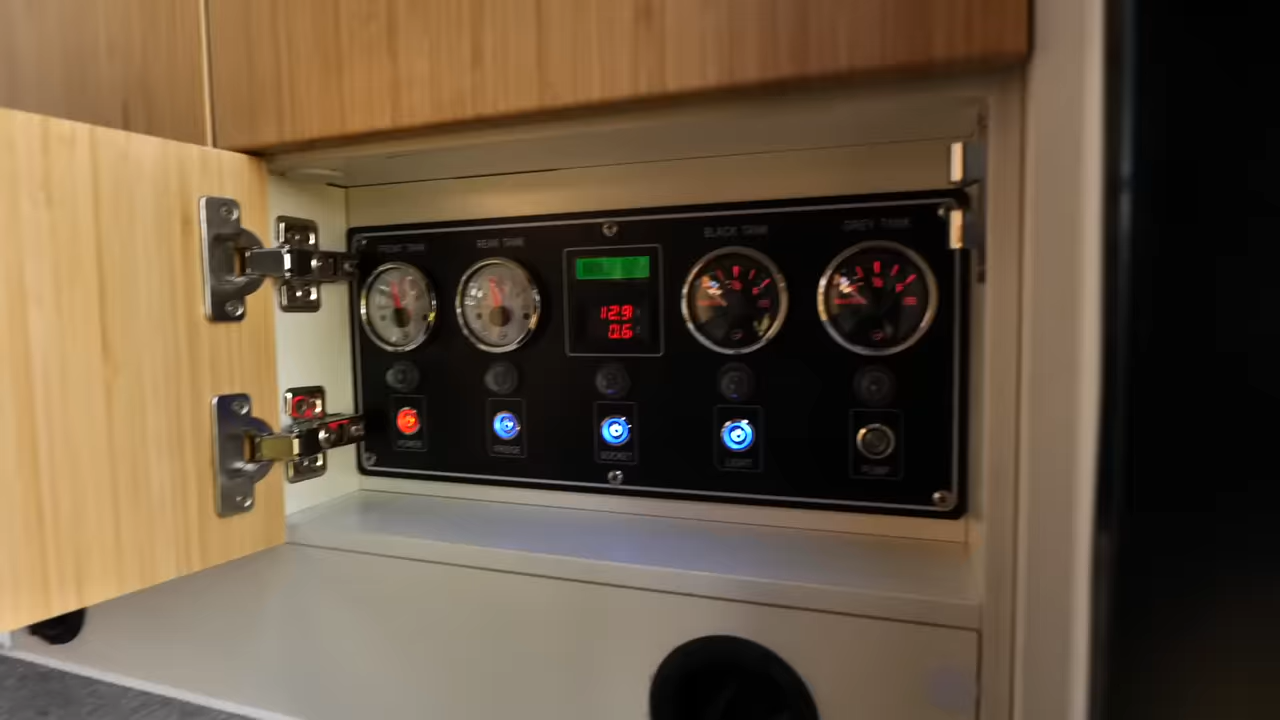 FRONT TANK
REAR TANK
BLACK TANK
GREY TANK
12.9
0.6
POWER
FRIDGE
SOCKET
LIGHT
PUMP